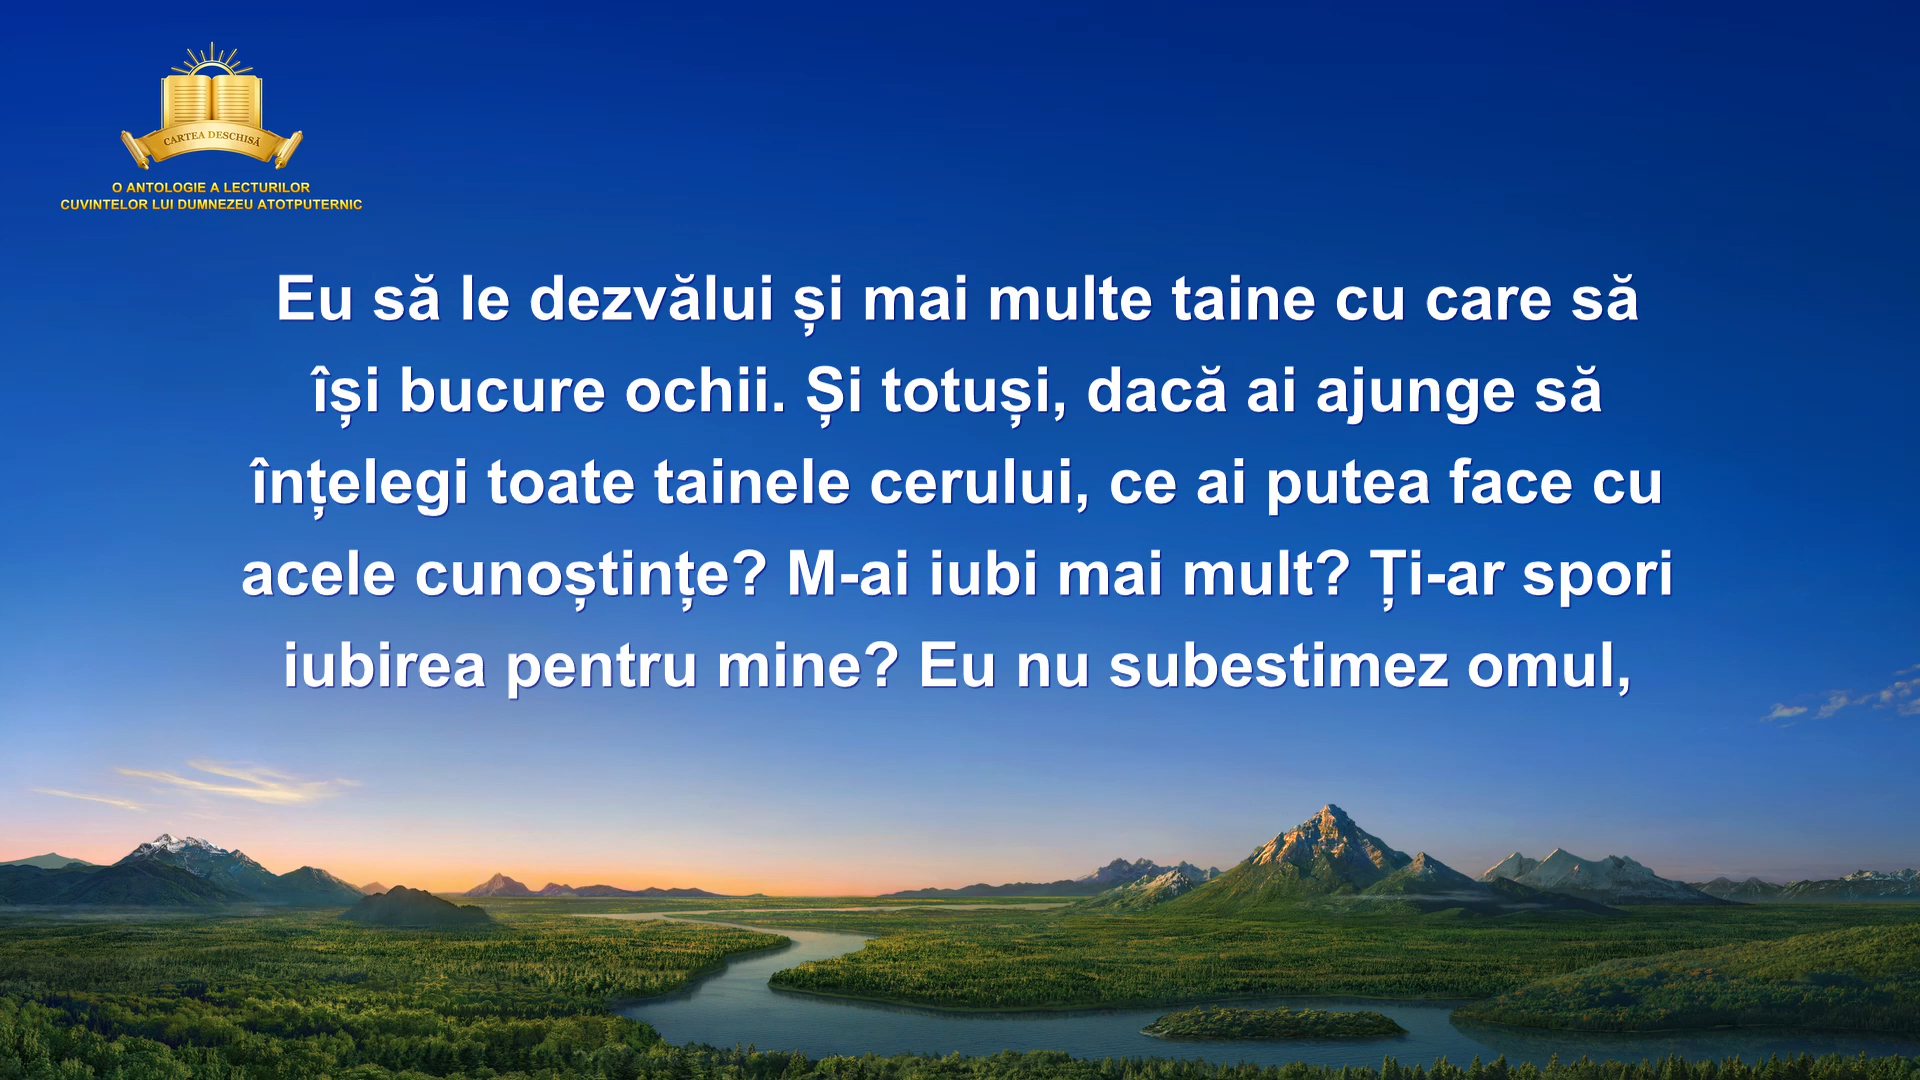 CARTEA DESCHISĂ
O ANTOLOGIE A LECTURILOR
CUVINTELOR LUI DUMNEZEU ATOTPUTERNIC
Eu să le dezvălui și mai multe taine cu care să
își bucure ochii. Și totuși, dacă ai ajunge să
înțelegi toate tainele cerului, ce ai putea face cu
acele cunoștințe? M-ai iubi mai mult? Ți-ar spori
iubirea pentru mine? Eu nu subestimez omul,